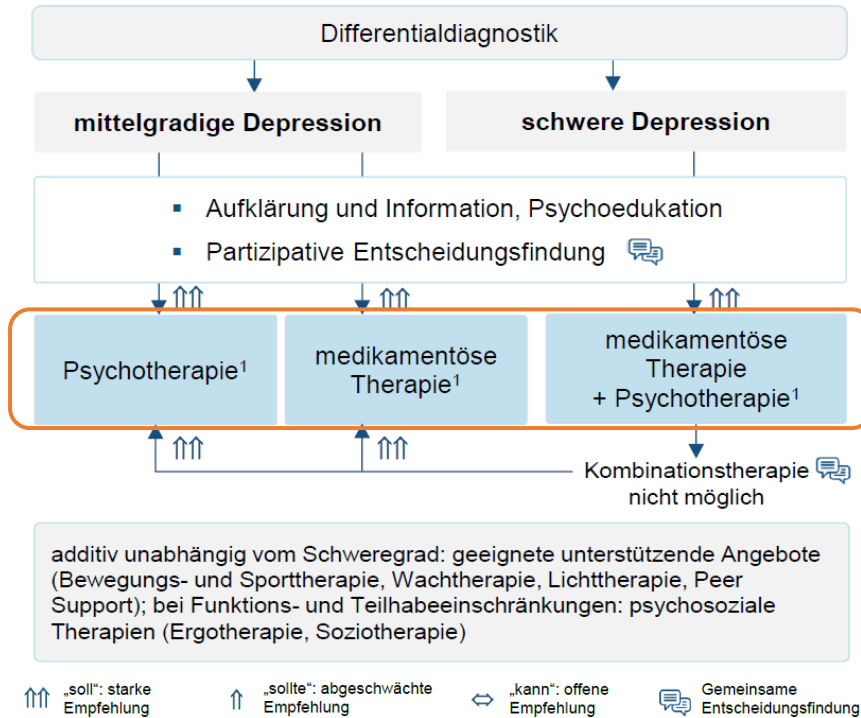 Differentialdiagnostik
mittelgradige Depression
schwere Depression
▪ Aufklärung und Information, Psychoedukation
▪ Partizipative Entscheidungsfindung
⇑⇑ ⇑⇑ ⇑⇑
Psychotherapie¹
medikamentöse
Therapie¹
medikamentöse
Therapie
+ Psychotherapie¹
⇑⇑ ⇑⇑
Kombinationstherapie
nicht möglich
additiv unabhängig vom Schweregrad: geeignete unterstützende Angebote
(Bewegungs- und Sporttherapie, Wachtherapie, Lichttherapie, Peer
Support); bei Funktions- und Teilhabeeinschränkungen: psychosoziale
Therapien (Ergotherapie, Soziotherapie)
⇑⇑ „soll“: starke
Empfehlung
⇑ „sollte“: abgeschwächte
Empfehlung
⇔ „kann“: offene
Empfehlung
Gemeinsame
Entscheidungsfindung